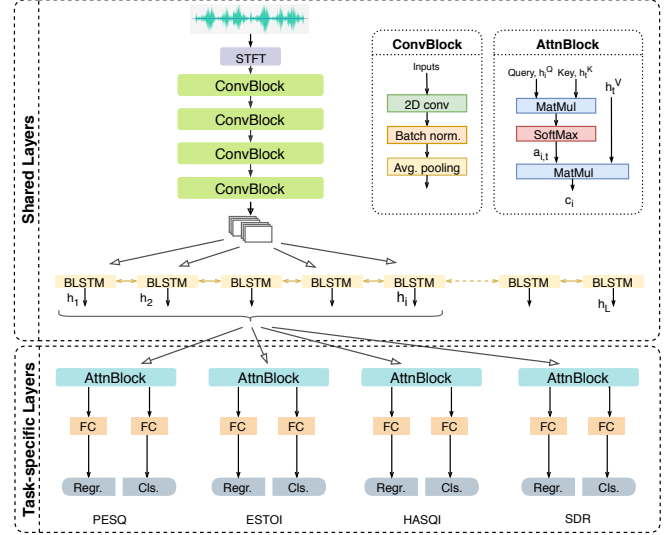 Shared Layers
STFT
ConvBlock
ConvBlock
ConvBlock
ConvBlock
ConvBlock
Inputs
2D conv
Batch norm.
Avg. pooling
AttnBlock
Query, h_i^Q Key, h_t^K
h_t^V
MatMul
SoftMax
a_{i,t}
MatMul
c_i
BLSTM BLSTM BLSTM BLSTM BLSTM BLSTM BLSTM
h_1 h_2 h_i h_L
Task-specific Layers
AttnBlock AttnBlock AttnBlock AttnBlock
FC FC FC FC FC FC FC FC
Regr. Cls. Regr. Cls. Regr. Cls. Regr. Cls.
PESQ ESTOI HASQI SDR